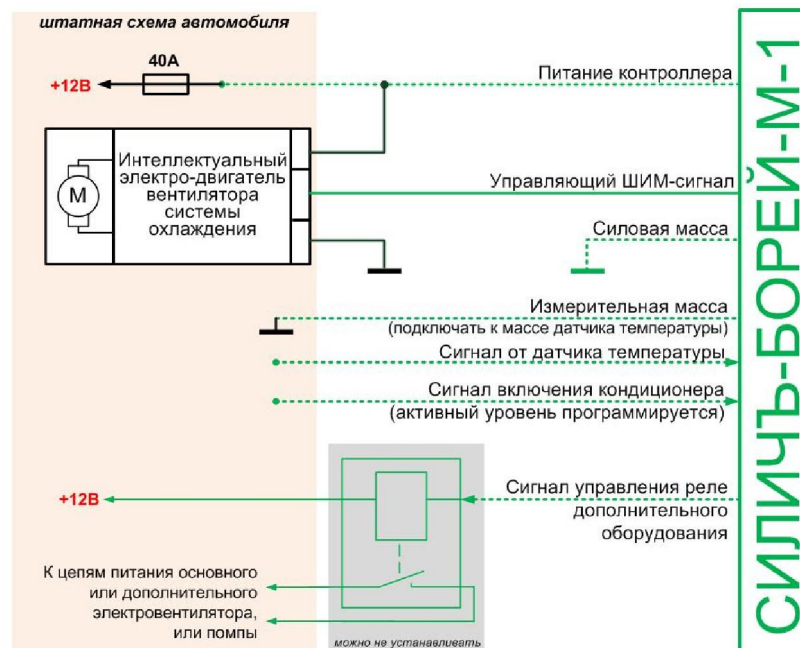 штатная схема автомобиля
40А
+12В
Питание контроллера
Интеллектуальный
электро-двигатель
вентилятора
системы
охлаждения
М
Управляющий ШИМ-сигнал
Силовая масса
Измерительная масса
(подключать к массе датчика температуры)
Сигнал от датчика температуры
Сигнал включения кондиционера
(активный уровень программируется)
+12В
Сигнал управления реле
дополнительного
оборудования
К цепям питания основного
или дополнительного
электровентилятора,
или помпы
можно не устанавливать
СИЛИЧЪ-БОРЕЙ-М-1